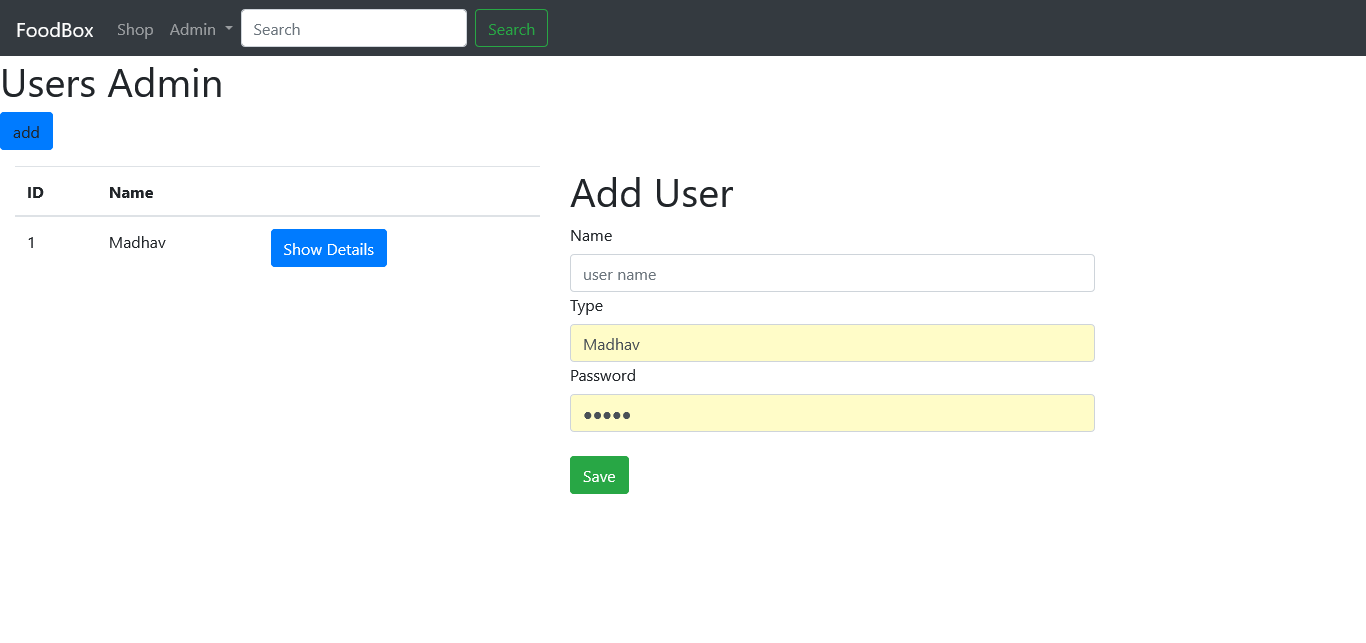 FoodBox Shop Admin Search Search
Users Admin
add
ID Name
1 Madhav Show Details
Add User
Name
user name
Type
Madhav
Password
●●●●●
Save